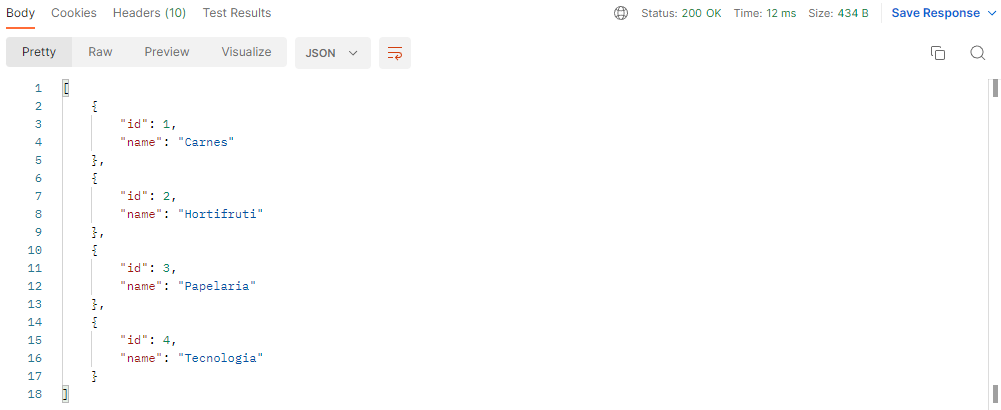 Body Cookies Headers (10) Test Results Status: 200 OK Time: 12 ms Size: 434 B Save Response
Pretty Raw Preview Visualize JSON
1 [
2 {
3 "id": 1,
4 "name": "Carnes"
5 },
6 {
7 "id": 2,
8 "name": "Hortifruti"
9 },
10 {
11 "id": 3,
12 "name": "Papelaria"
13 },
14 {
15 "id": 4,
16 "name": "Tecnologia"
17 }
18 ]